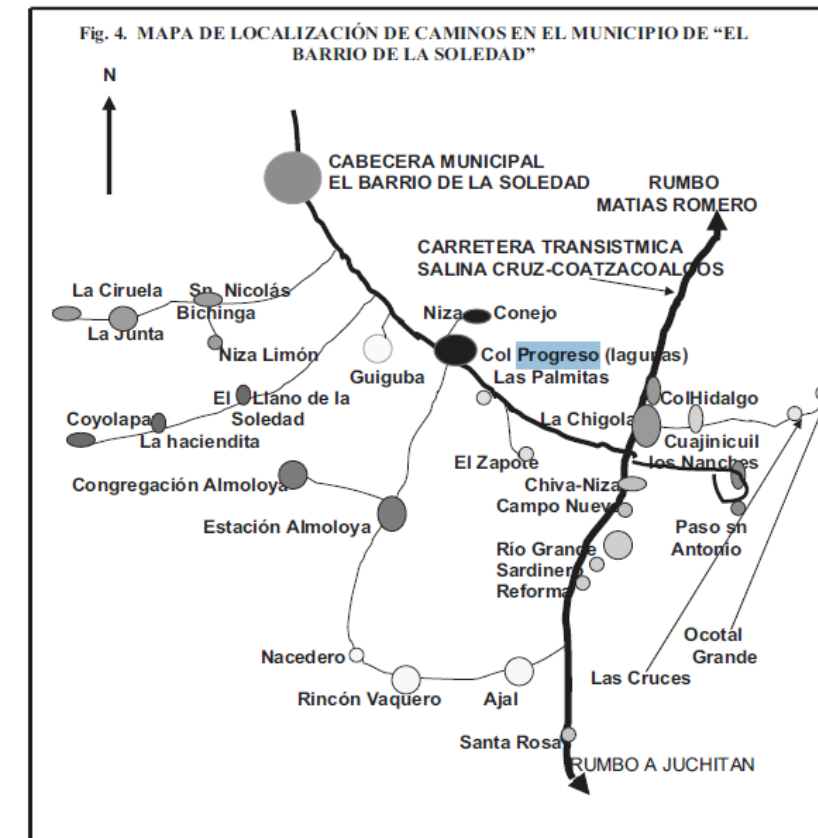 Fig. 4. MAPA DE LOCALIZACIÓN DE CAMINOS EN EL MUNICIPIO DE “EL
BARRIO DE LA SOLEDAD”
N
CABECERA MUNICIPAL
EL BARRIO DE LA SOLEDAD
RUMBO
MATIAS ROMERO
CARRETERA TRANSISTMICA
SALINA CRUZ-COATZACOALCOS
La Ciruela
La Junta
Sn. Nicolás
Bichinga
Niza Limón
Niza Conejo
Guiguba
Col Progreso (lagunas)
Las Palmitas
El Llano de la
Soledad
Coyolapa
La haciendita
La Chigola
ColHidalgo
Cuajinicuil
los Nanches
El Zapote
Congregación Almoloya
Estación Almoloya
Chiva-Niza
Campo Nuevo
Paso sn
Antonio
Río Grande
Sardinero
Reforma
Ocotal
Grande
Las Cruces
Nacedero
Rincón Vaquero
Ajal
Santa Rosa
RUMBO A JUCHITAN